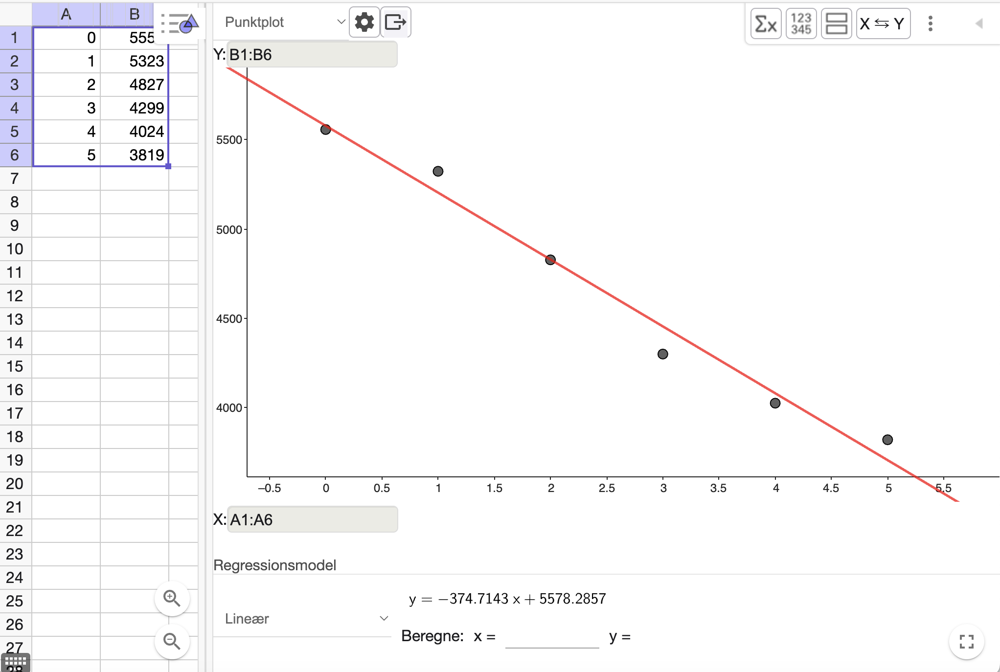 A B
1 0 555
2 1 5323
3 2 4827
4 3 4299
5 4 4024
6 5 3819
7
8
9
10
11
12
13
14
15
16
17
18
19
20
21
22
23
24
25
26
27
28
Punktplot
Σx
123
345
X ⇆ Y
Y: B1:B6
5500
5000
4500
4000
–0.5 0 0.5 1 1.5 2 2.5 3 3.5 4 4.5 5 5.5
X: A1:A6
Regressionsmodel
Lineær
y = −374.7143 x + 5578.2857
Beregne: x = y =